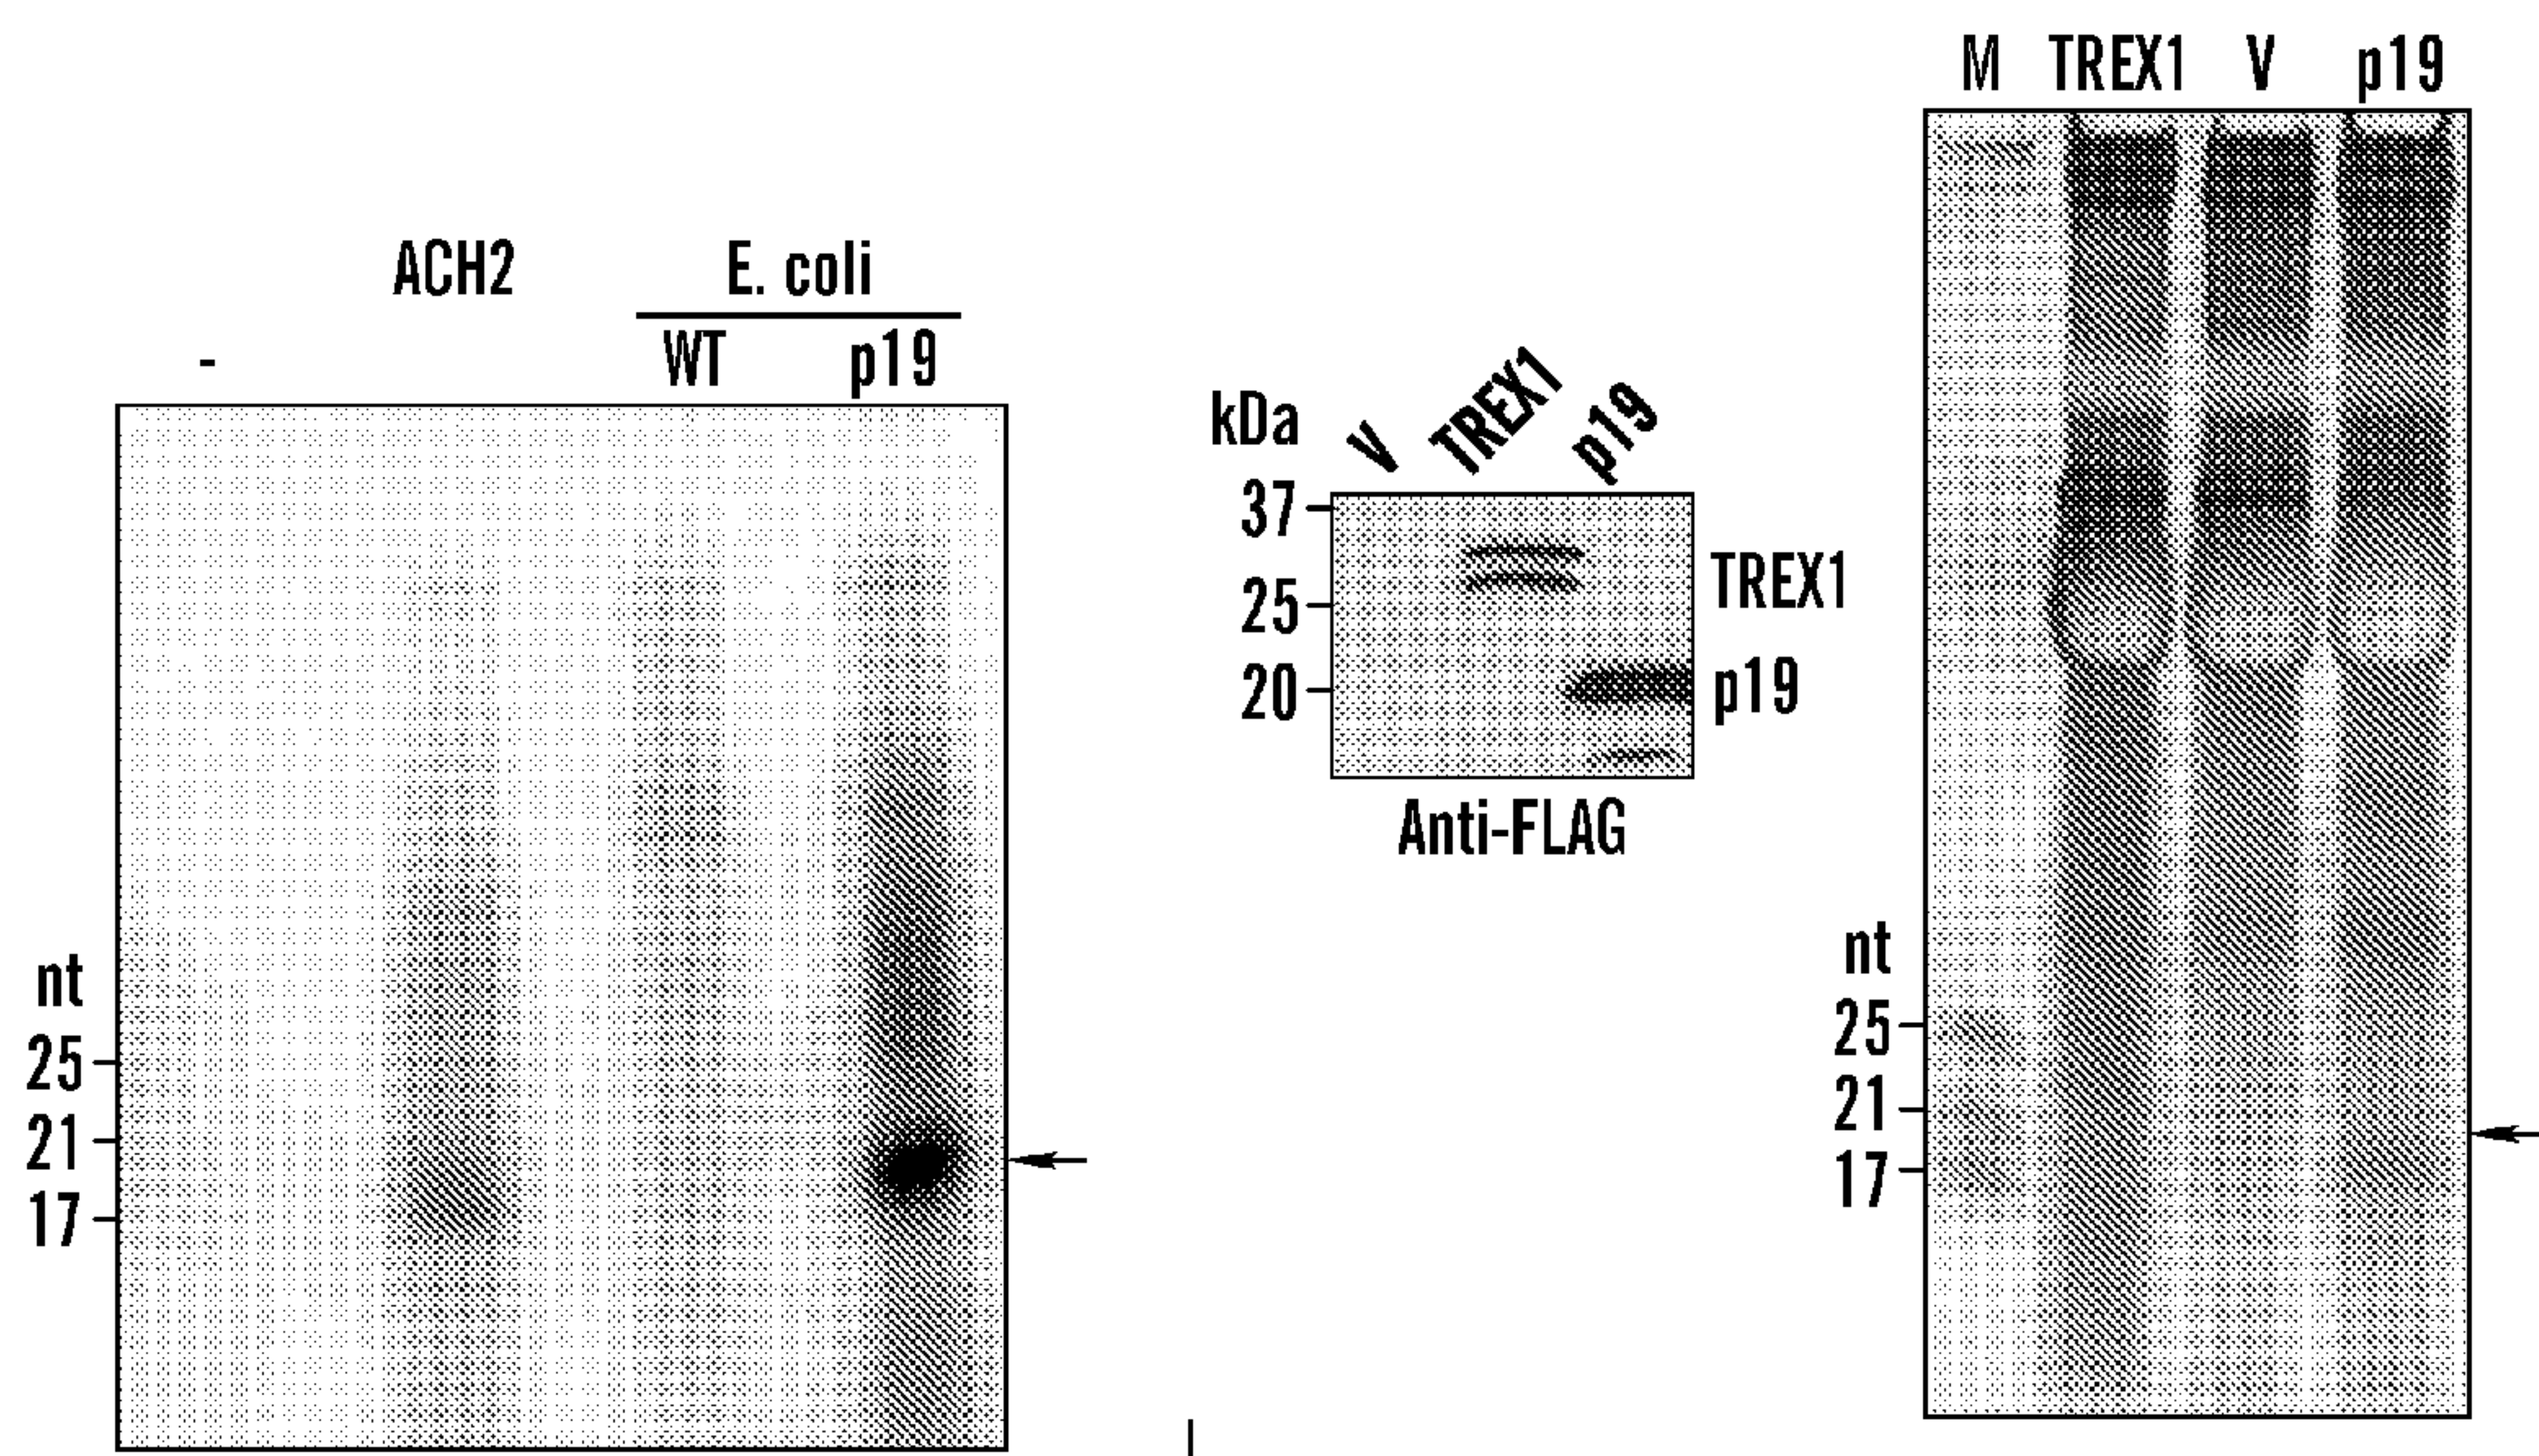 ACH2
E. coli
- WT p19
nt
25
21
17
kDa
V TREX1 p19
37
25
20
TREX1
p19
Anti-FLAG
M TREX1 V p19
nt
25
21
17